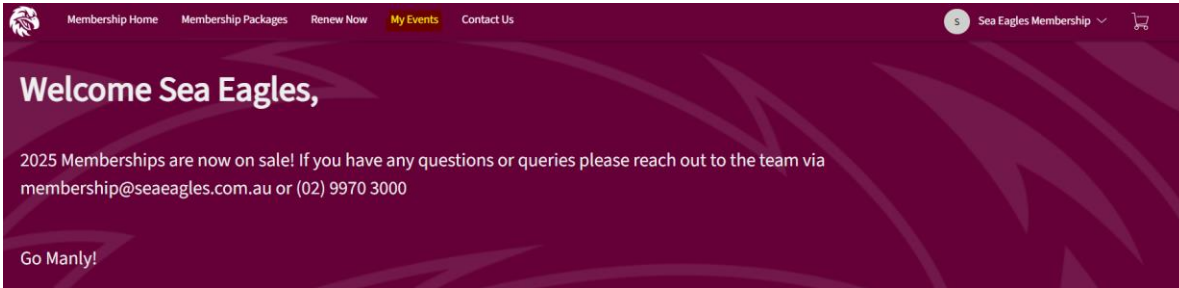 Membership Home Membership Packages Renew Now My Events Contact Us S Sea Eagles Membership
Welcome Sea Eagles,
2025 Memberships are now on sale! If you have any questions or queries please reach out to the team via
membership@seaeagles.com.au or (02) 9970 3000
Go Manly!